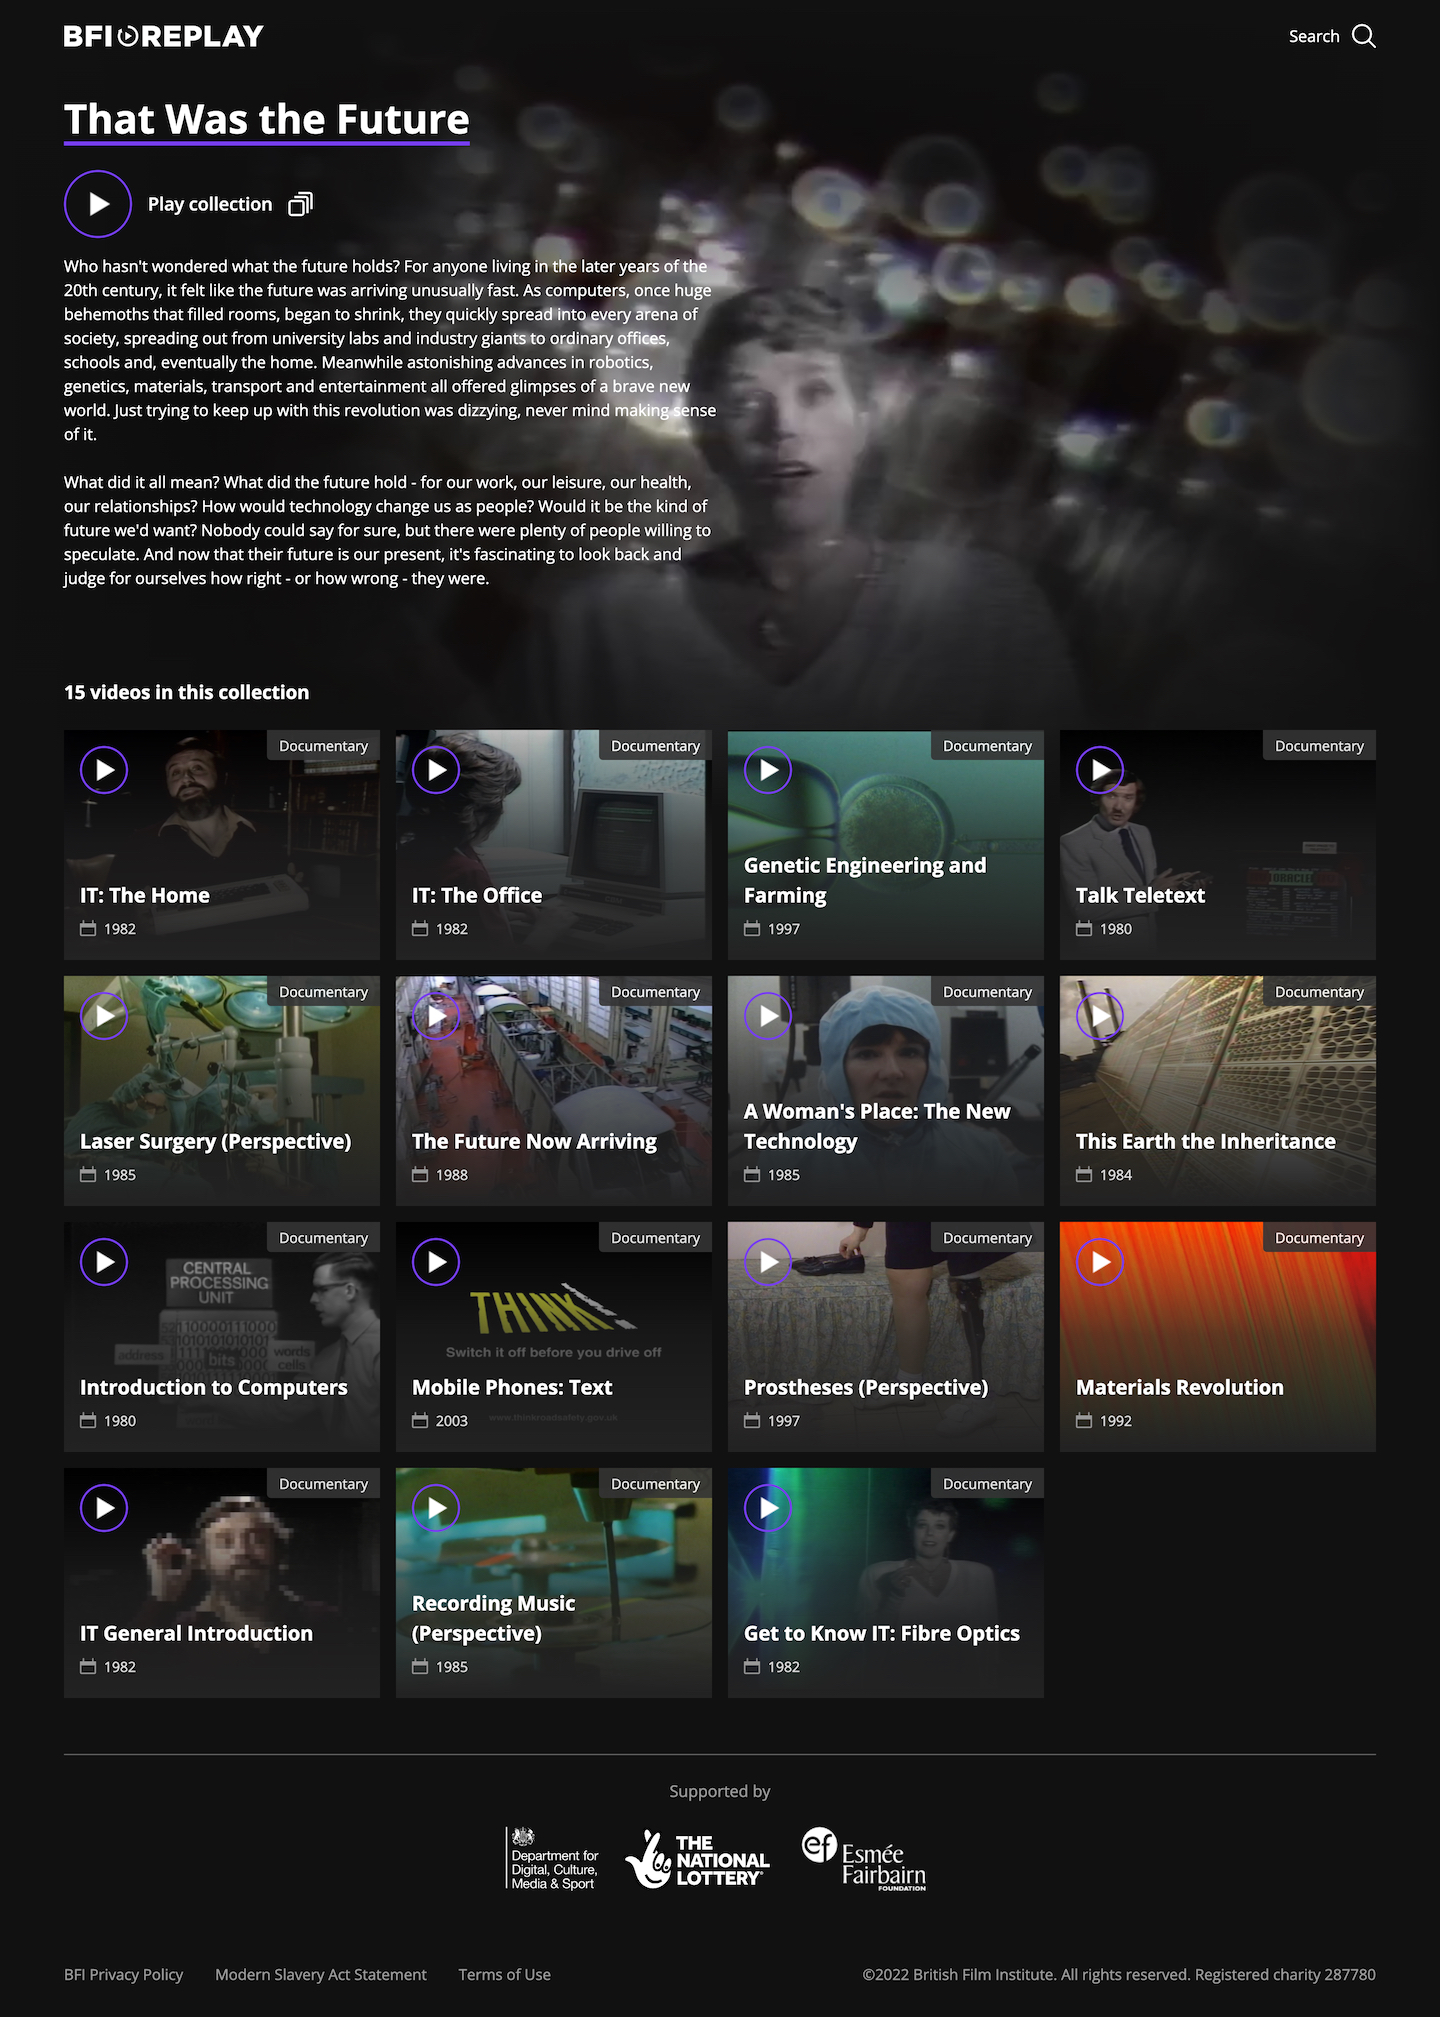 BFI REPLAY
Search
That Was the Future
Play collection
Who hasn't wondered what the future holds? For anyone living in the later years of the
20th century, it felt like the future was arriving unusually fast. As computers, once huge
behemoths that filled rooms, began to shrink, they quickly spread into every arena of
society, spreading out from university labs and industry giants to ordinary offices,
schools and, eventually the home. Meanwhile astonishing advances in robotics,
genetics, materials, transport and entertainment all offered glimpses of a brave new
world. Just trying to keep up with this revolution was dizzying, never mind making sense
of it.
What did it all mean? What did the future hold - for our work, our leisure, our health,
our relationships? How would technology change us as people? Would it be the kind of
future we'd want? Nobody could say for sure, but there were plenty of people willing to
speculate. And now that their future is our present, it's fascinating to look back and
judge for ourselves how right - or how wrong - they were.
15 videos in this collection
Documentary
IT: The Home
1982
Documentary
IT: The Office
1982
Documentary
Genetic Engineering and
Farming
1997
Documentary
ORACLE
Talk Teletext
1980
Documentary
Laser Surgery (Perspective)
1985
Documentary
The Future Now Arriving
1988
Documentary
A Woman's Place: The New
Technology
1985
Documentary
This Earth the Inheritance
1984
Documentary
CENTRAL
PROCESSING
UNIT
address
bits
words
cells
Introduction to Computers
1980
Documentary
THINK!
Switch it off before you drive off
Mobile Phones: Text
2003
www.thinkroadsafety.gov.uk
Documentary
Prostheses (Perspective)
1997
Documentary
Materials Revolution
1992
Documentary
IT General Introduction
1982
Documentary
Recording Music
(Perspective)
1985
Documentary
Get to Know IT: Fibre Optics
1982
Supported by
Department for
Digital, Culture,
Media & Sport
THE
NATIONAL
LOTTERY®
ef
Esmée
Fairbairn
FOUNDATION
BFI Privacy Policy
Modern Slavery Act Statement
Terms of Use
©2022 British Film Institute. All rights reserved. Registered charity 287780